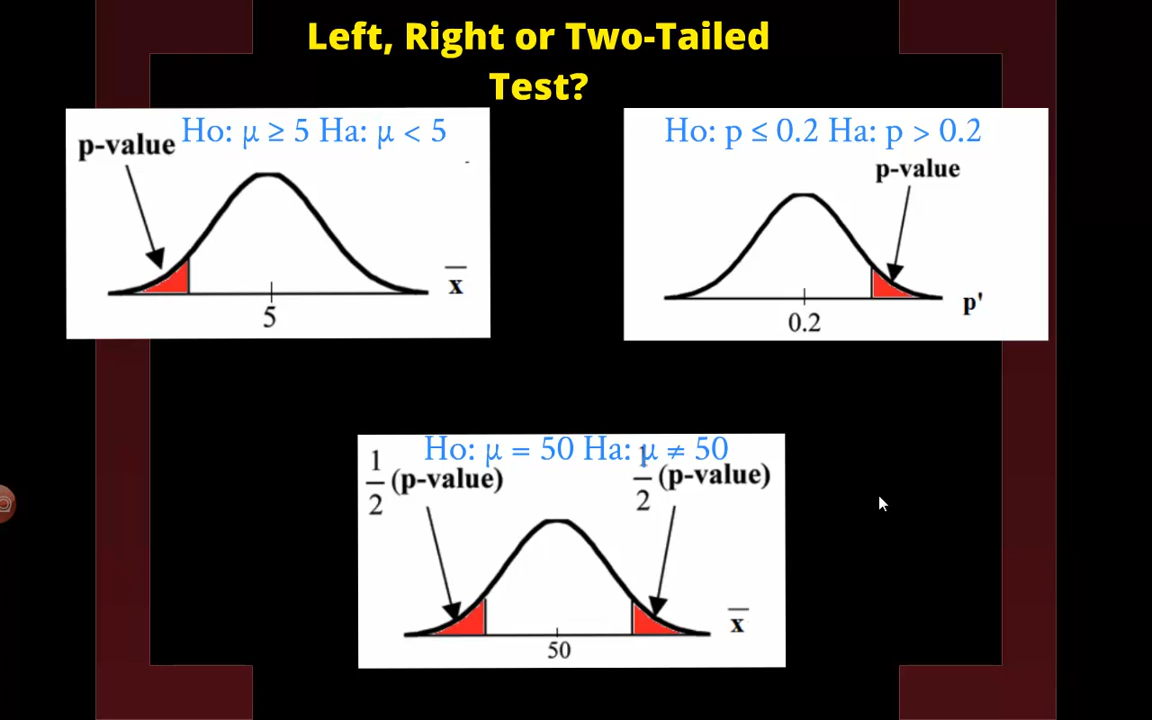 Left, Right or Two-Tailed
Test?
Ho: μ ≥ 5 Ha: μ < 5
p-value
x̅
5
Ho: p ≤ 0.2 Ha: p > 0.2
p-value
p'
0.2
Ho: μ = 50 Ha: μ ≠ 50
1/2 (p-value)
1/2 (p-value)
x̅
50